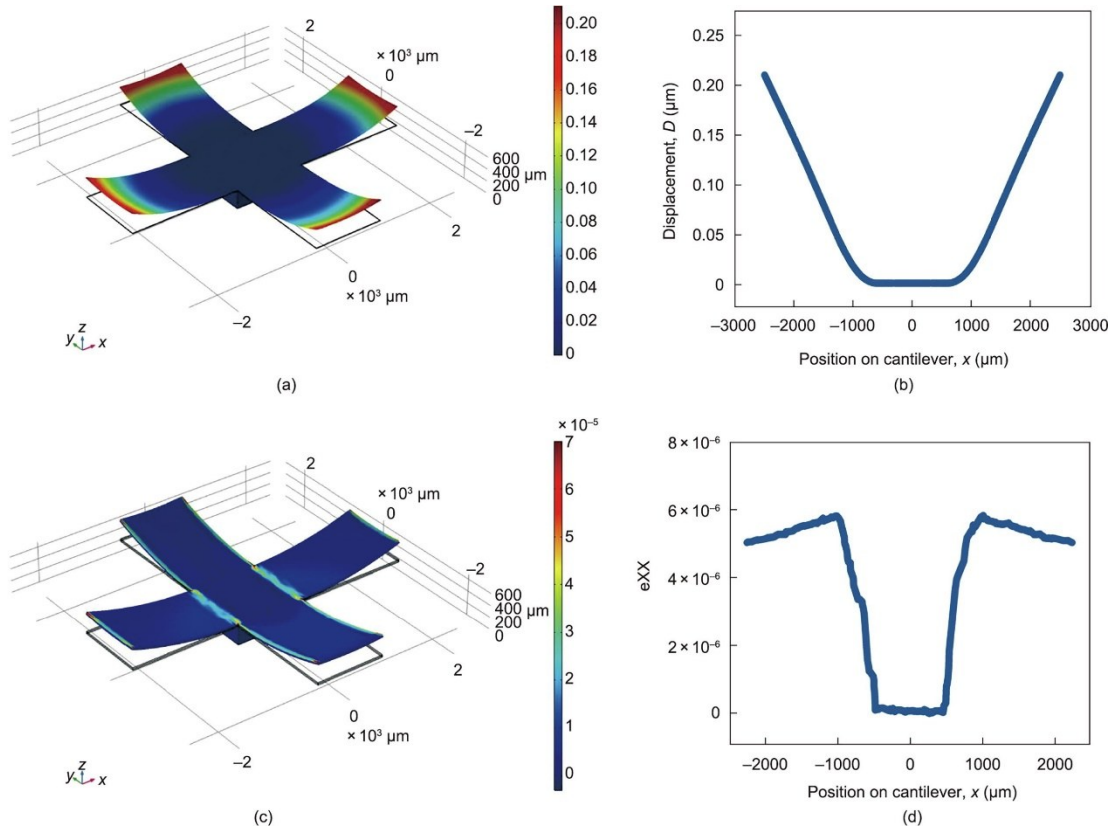 2
× 10³ µm
0
−2
600
400 µm
200
0
2
0
× 10³ µm
−2
z
y x
0.20
0.18
0.16
0.14
0.12
0.10
0.08
0.06
0.04
0.02
0
(a)
0.25
0.20
0.15
0.10
0.05
0
Displacement, D (µm)
−3000 −2000 −1000 0 1000 2000 3000
Position on cantilever, x (µm)
(b)
× 10⁻⁵
7
6
5
4
3
2
1
0
2
× 10³ µm
0
−2
600
400 µm
200
0
2
0
× 10³ µm
−2
z
y x
(c)
8 × 10⁻⁶
6 × 10⁻⁶
4 × 10⁻⁶
2 × 10⁻⁶
0
eXX
−2000 −1000 0 1000 2000
Position on cantilever, x (µm)
(d)